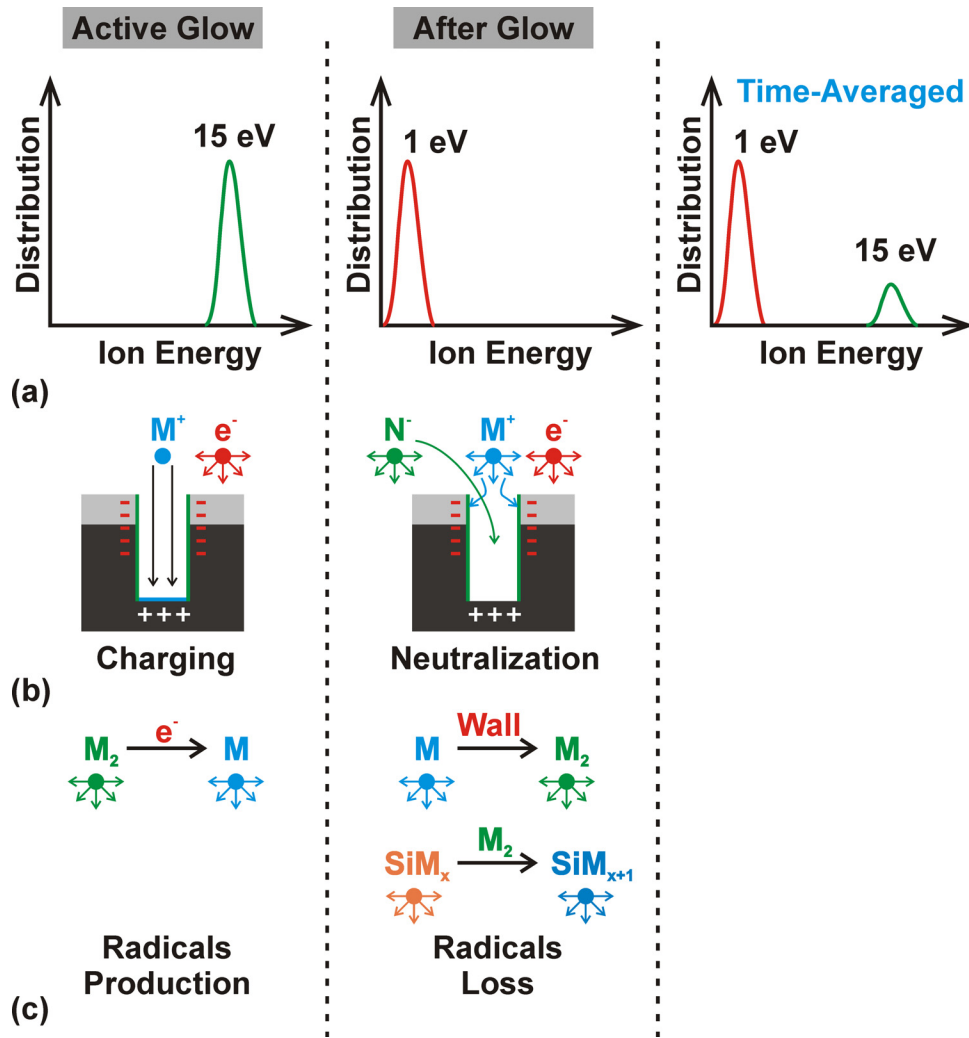 Active Glow
After Glow
Time-Averaged
Distribution
15 eV
Ion Energy
Distribution
1 eV
Ion Energy
Distribution
1 eV
15 eV
Ion Energy
(a)
M⁺ e⁻
- -
- -
- -
- -
- -
+++
Charging
N⁻ M⁺ e⁻
- -
- -
- -
- -
- -
+++
Neutralization
(b)
M₂ e⁻ M
M Wall M₂
SiMₓ M₂ SiMₓ₊₁
Radicals
Production
Radicals
Loss
(c)